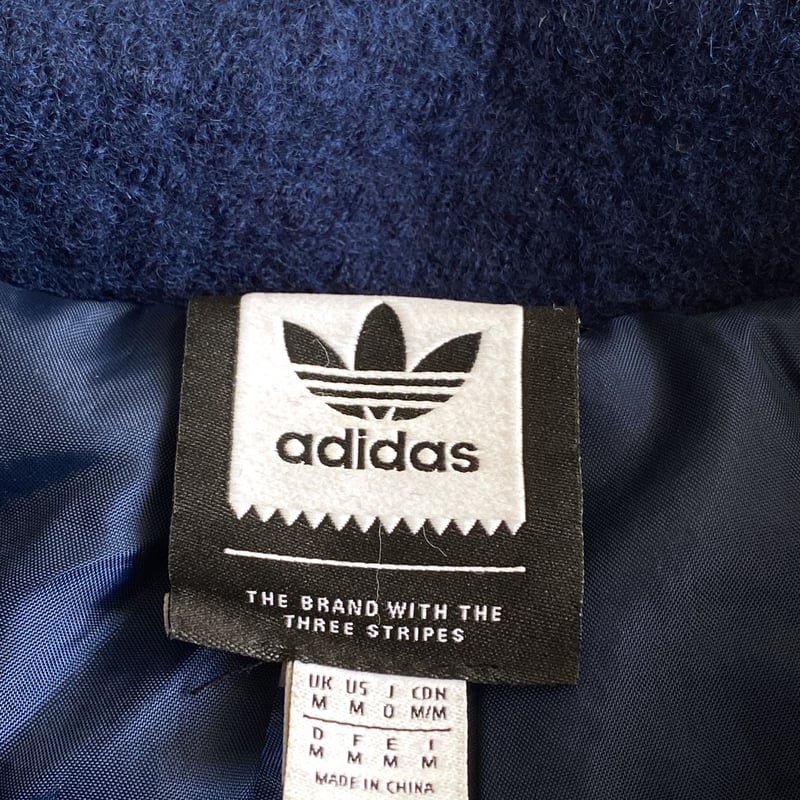 adidas
THE BRAND WITH THE
THREE STRIPES
UK US J CDN
M M O M/M
D F E I
M M M M
MADE IN CHINA